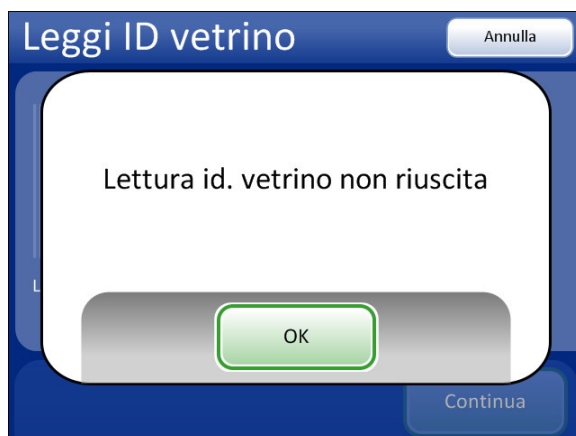 Leggi ID vetrino
Annulla
Lettura id. vetrino non riuscita
L
OK
Continua